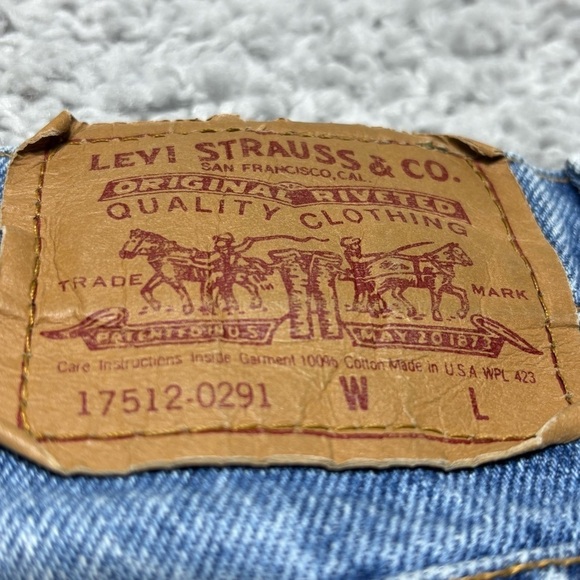 LEVI STRAUSS & CO.
SAN FRANCISCO, CAL.
ORIGINAL RIVETED
QUALITY CLOTHING
TRADE MARK
PATENTED IN U.S. MAY 20 1873
Care Instructions Inside Garment 100% Cotton Made in U.S.A. WPL 423
17512-0291 W L